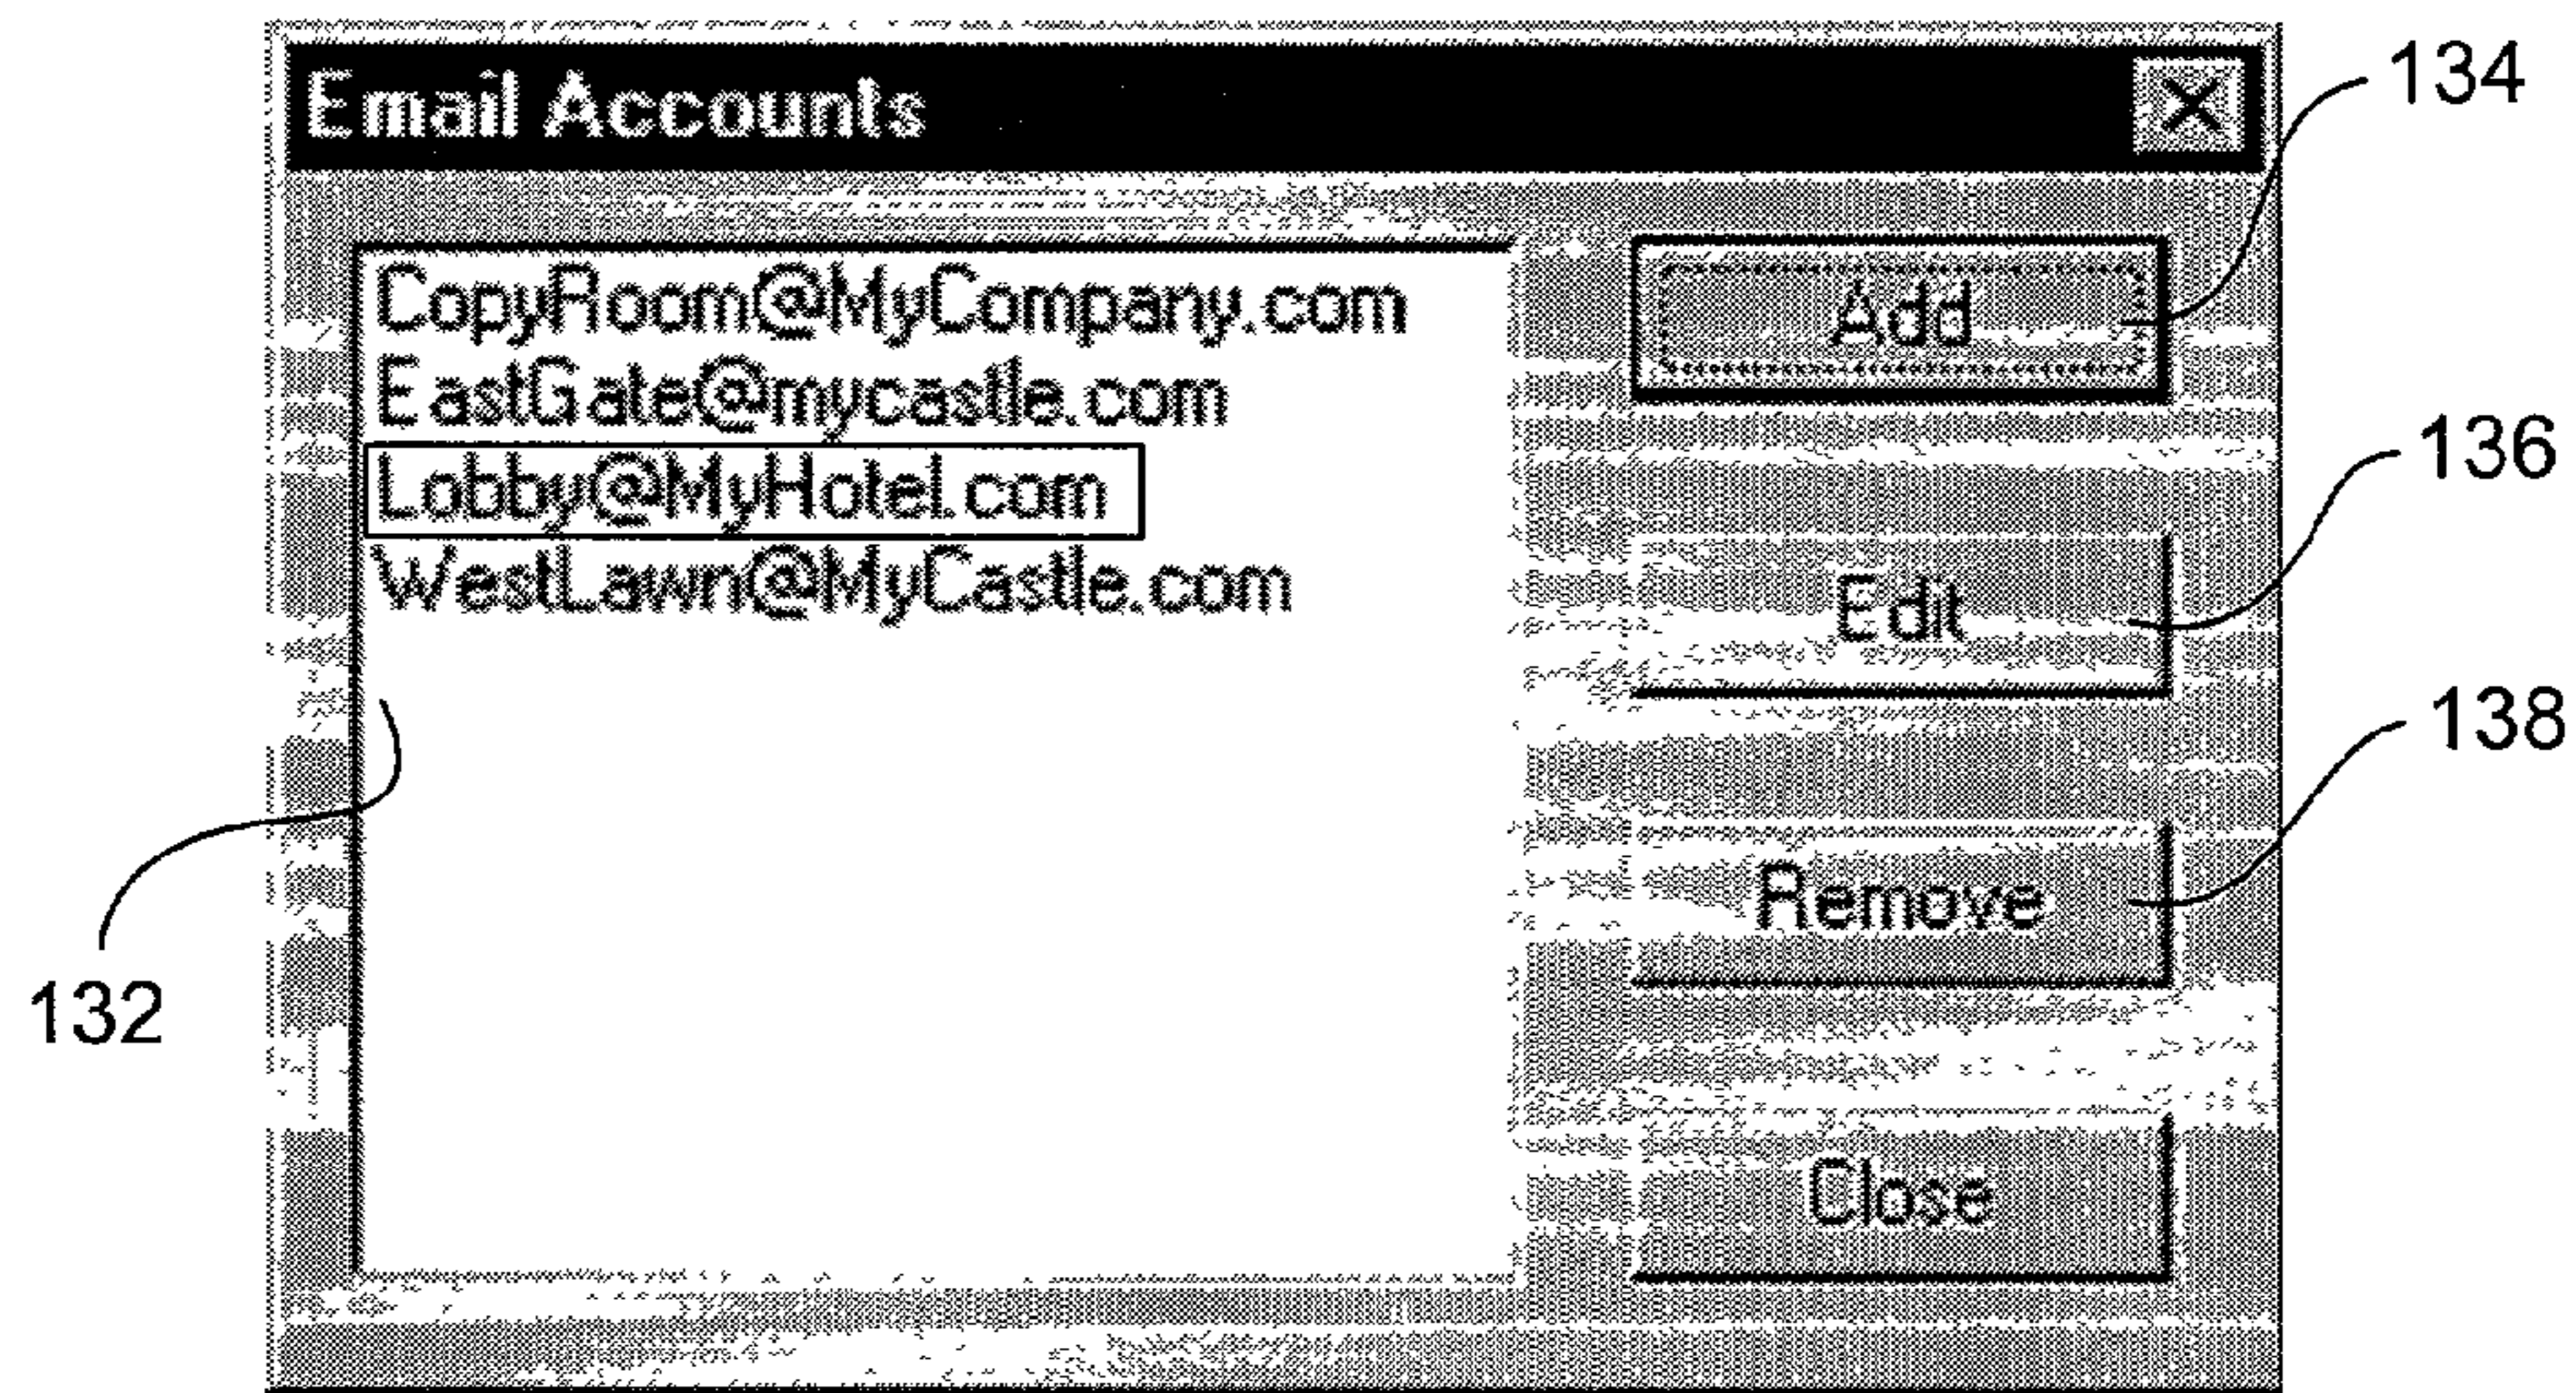 Email Accounts
134
CopyRoom@MyCompany.com
Add
EastGate@mycastle.com
136
Lobby@MyHotel.com
WestLawn@MyCastle.com
Edit
138
Remove
132
Close